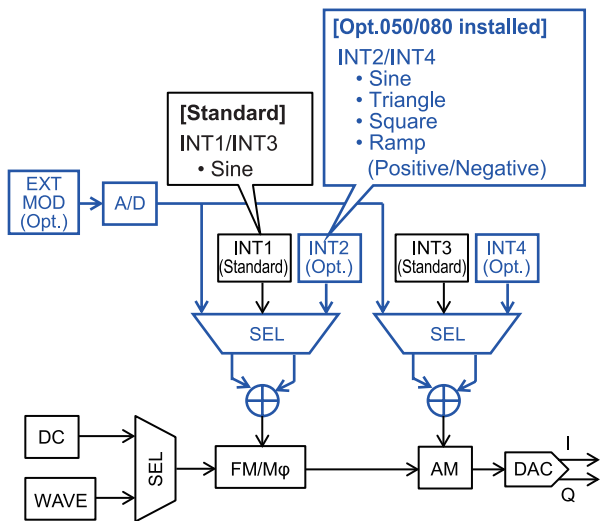 [Opt.050/080 installed]
INT2/INT4
• Sine
• Triangle
• Square
• Ramp
(Positive/Negative)
[Standard]
INT1/INT3
• Sine
EXT
MOD
(Opt.)
A/D
INT1
(Standard)
INT2
(Opt.)
INT3
(Standard)
INT4
(Opt.)
SEL
SEL
DC
WAVE
SEL
FM/Mφ
AM
DAC
I
Q